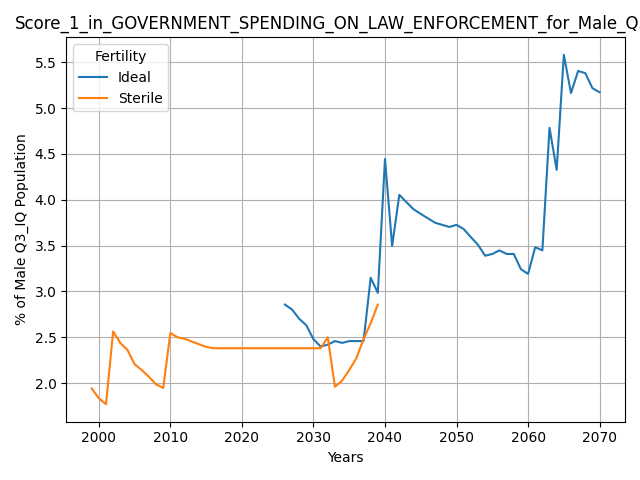 Score_1_in_GOVERNMENT_SPENDING_ON_LAW_ENFORCEMENT_for_Male_Q
Fertility
Ideal
Sterile
% of Male Q3_IQ Population
5.5
5.0
4.5
4.0
3.5
3.0
2.5
2.0
2000 2010 2020 2030 2040 2050 2060 2070
Years